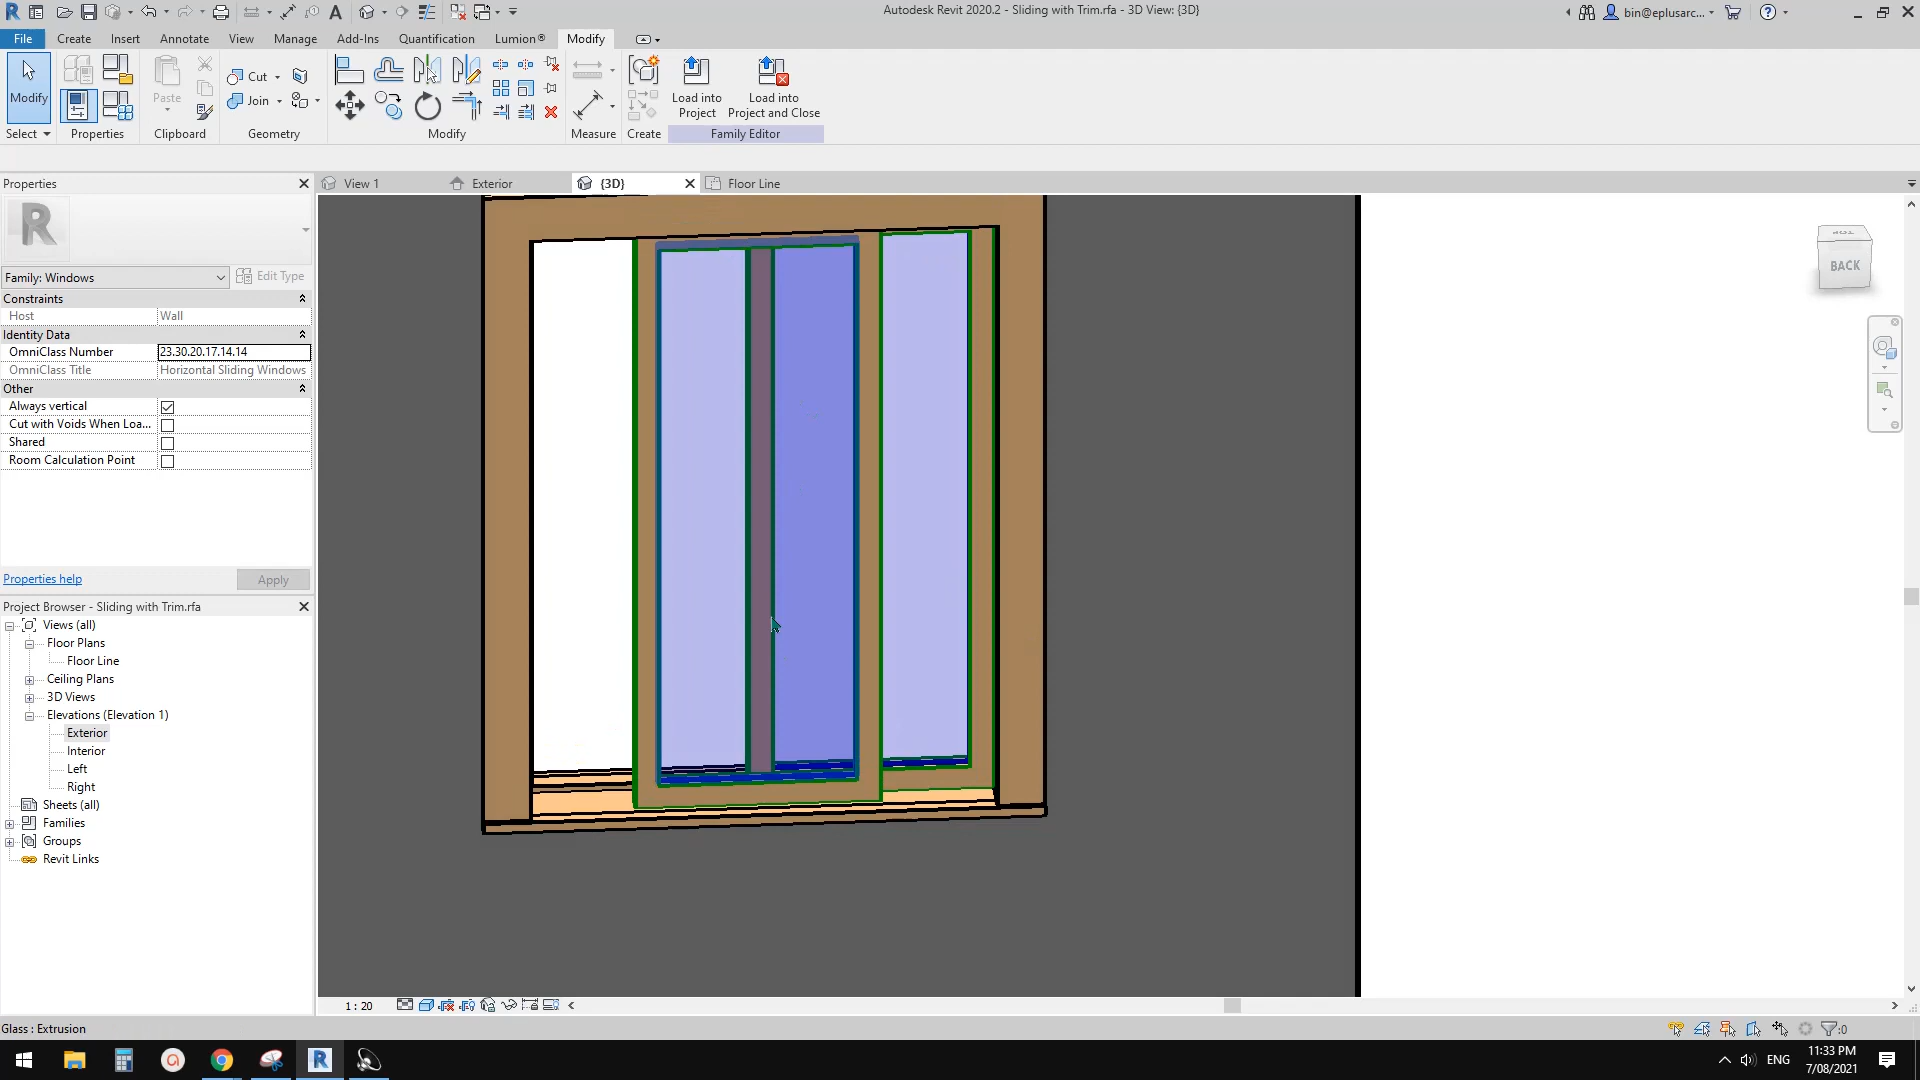 Autodesk Revit 2020.2 - Sliding with Trim.rfa - 3D View: {3D}
bin@eplusarc...
File Create Insert Annotate View Manage Add-Ins Quantification Lumion® Modify
Modify
Paste
Cut
Join
Load into Project
Load into Project and Close
Select Properties Clipboard Geometry Modify Measure Create Family Editor
Properties
View 1
Exterior
{3D}
Floor Line
Family: Windows
Edit Type
Constraints
Host Wall
Identity Data
OmniClass Number 23.30.20.17.14.14
OmniClass Title Horizontal Sliding Windows
Other
Always vertical
Cut with Voids When Loa...
Shared
Room Calculation Point
Properties help
Apply
BACK
Project Browser - Sliding with Trim.rfa
Views (all)
Floor Plans
Floor Line
Ceiling Plans
3D Views
Elevations (Elevation 1)
Exterior
Interior
Left
Right
Sheets (all)
Families
Groups
Revit Links
1 : 20
Glass : Extrusion
:0
ENG
11:33 PM
7/08/2021